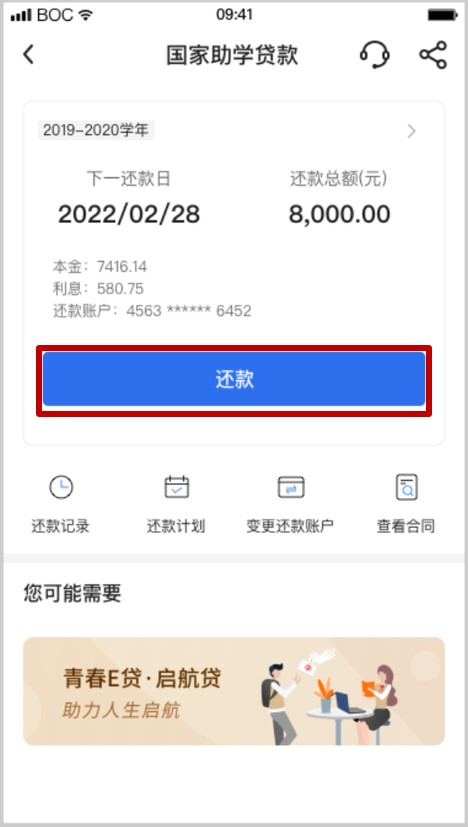 BOC 09:41
国家助学贷款
2019-2020学年
下一还款日 还款总额(元)
2022/02/28 8,000.00
本金：7416.14
利息：580.75
还款账户：4563 ****** 6452
还款
还款记录 还款计划 变更还款账户 查看合同
您可能需要
青春E贷·启航贷
助力人生启航